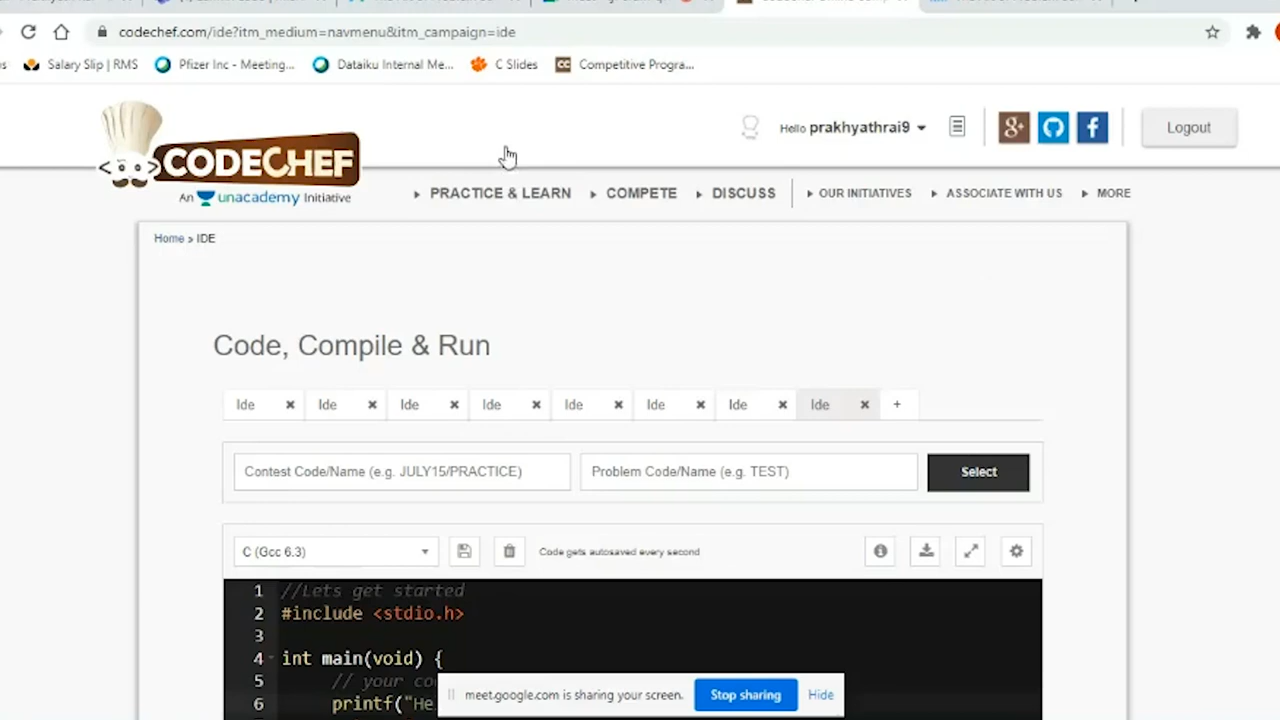 codechef.com/ide?itm_medium=navmenu&itm_campaign=ide
Salary Slip | RMS
Pfizer Inc - Meeting...
Dataiku Internal Me...
C Slides
CC
Competitive Progra...
CODECHEF
An unacademy Initiative
Hello prakhyathrai9
g+
f
Logout
PRACTICE & LEARN
COMPETE
DISCUSS
OUR INITIATIVES
ASSOCIATE WITH US
MORE
Home » IDE
Code, Compile & Run
Ide × Ide × Ide × Ide × Ide × Ide × Ide × Ide × +
Contest Code/Name (e.g. JULY15/PRACTICE)
Problem Code/Name (e.g. TEST)
Select
C (Gcc 6.3)
Code gets autosaved every second
1 //Lets get started
2 #include <stdio.h>
3
4 int main(void) {
5 // your co
6 printf("He
meet.google.com is sharing your screen.
Stop sharing
Hide